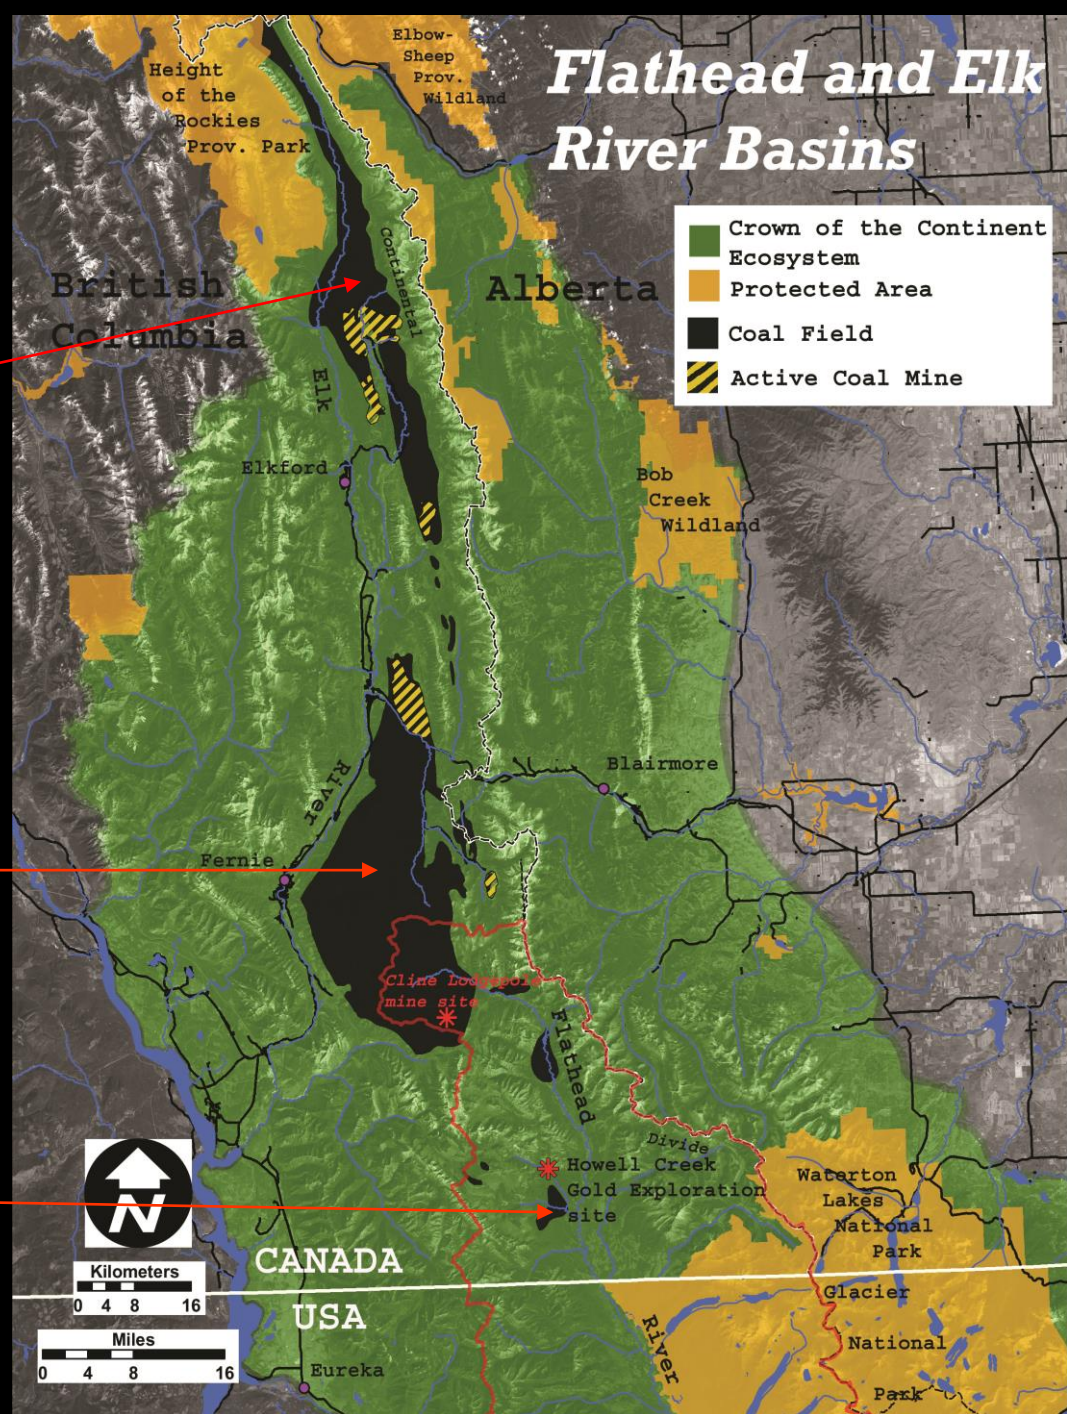 Flathead and Elk
River Basins
Elbow-
Sheep
Prov.
Wildland
Height
of the
Rockies
Prov. Park
Crown of the Continent
Ecosystem
Protected Area
Coal Field
Active Coal Mine
British
Columbia
Alberta
Continental
Elk
Elkford
Bob
Creek
Wildland
River
Blairmore
Fernie
Cline Lodgepole
mine site
Flathead
Divide
Howell Creek
Gold Exploration
site
Waterton
Lakes
National
Park
N
CANADA
USA
Kilometers
0 4 8 16
Miles
0 4 8 16
Glacier
National
Park
River
Eureka